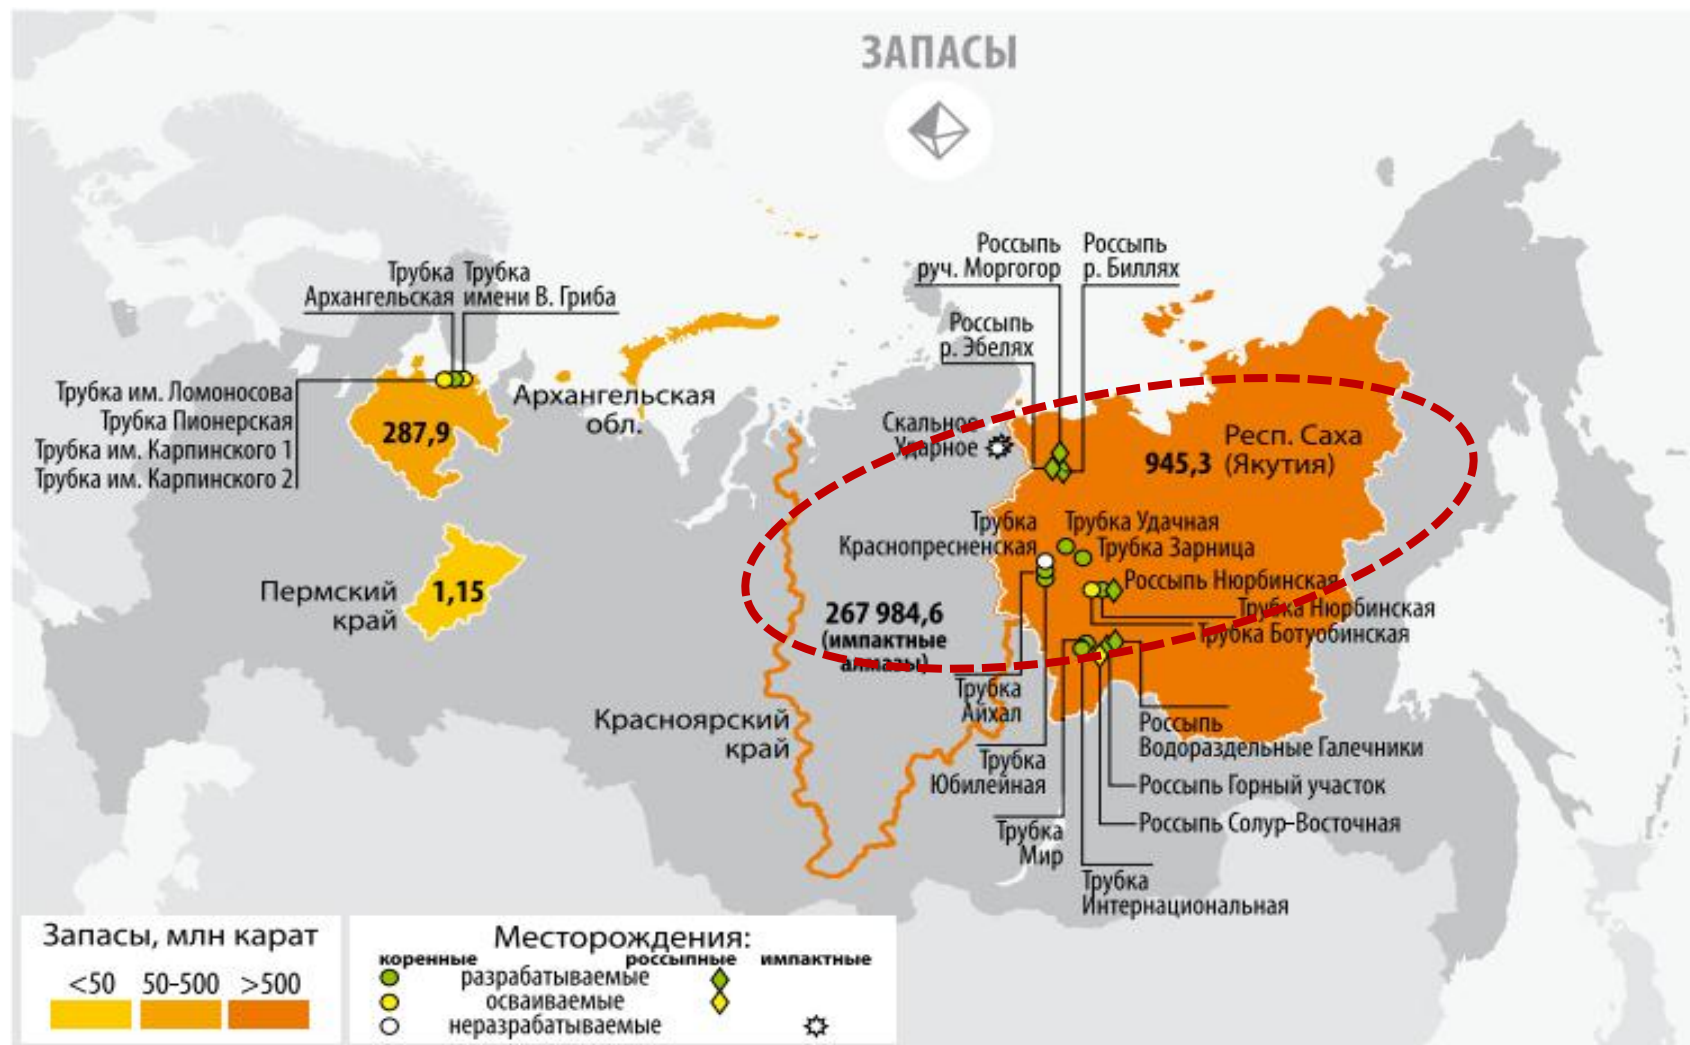 ЗАПАСЫ
Трубка
Архангельская
Трубка
имени В. Гриба
Трубка им. Ломоносова
Трубка Пионерская
Трубка им. Карпинского 1
Трубка им. Карпинского 2
287,9
Архангельская
обл.
Пермский
край
1,15
Россыпь
руч. Моргогор
Россыпь
р. Биллях
Россыпь
р. Эбелях
Скальное
Ударное
945,3
Респ. Саха
(Якутия)
Трубка
Краснопресненская
Трубка Удачная
Трубка Зарница
Россыпь Нюрбинская
Трубка Нюрбинская
Трубка Ботуобинская
267 984,6
(импактные
алмазы)
Красноярский
край
Трубка
Айхал
Трубка
Юбилейная
Трубка
Мир
Россыпь
Водораздельные Галечники
Россыпь Горный участок
Россыпь Солур-Восточная
Трубка
Интернациональная
Запасы, млн карат
<50 50-500 >500
Месторождения:
коренные россыпные импактные
разрабатываемые
осваиваемые
неразрабатываемые